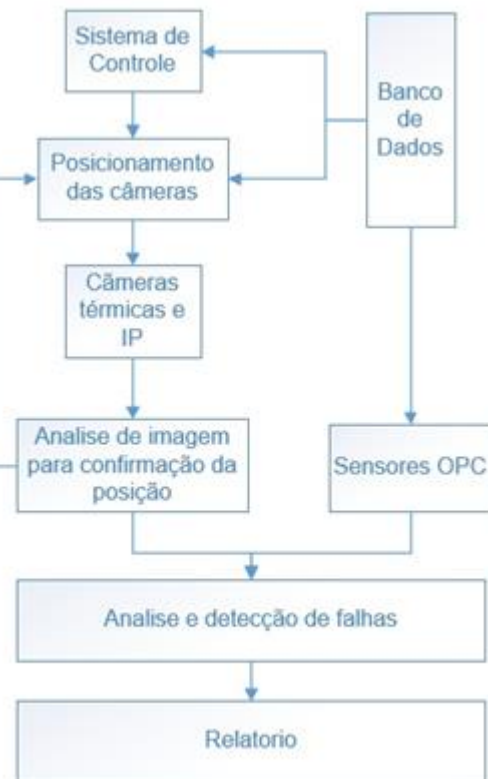 Sistema de
Controle
Banco
de
Dados
Posicionamento
das câmeras
Câmeras
térmicas e
IP
Analise de imagem
para confirmação da
posição
Sensores OPC
Analise e detecção de falhas
Relatorio